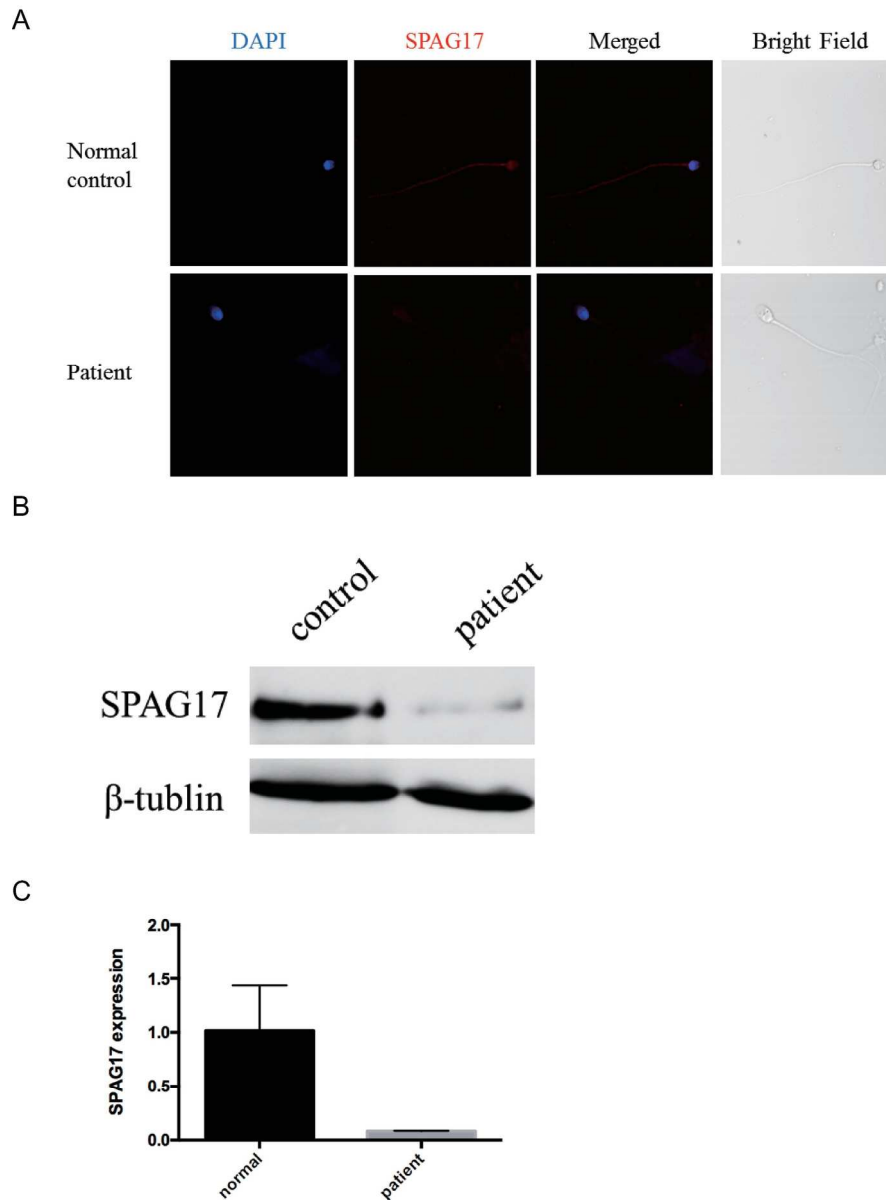 A
DAPI SPAG17 Merged Bright Field
Normal
control
Patient
B
control patient
SPAG17
β-tublin
C
2.0
1.5
1.0
0.5
0.0
SPAG17 expression
normal patient